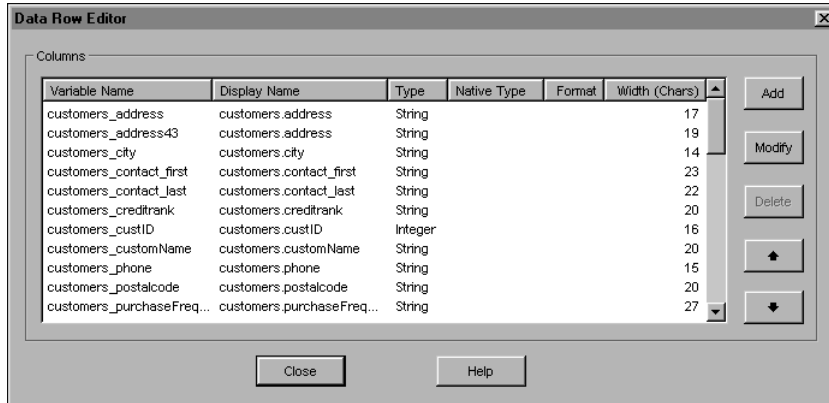 Data Row Editor
Columns
Variable Name Display Name Type Native Type Format Width (Chars)
customers_address customers.address String 17
customers_address43 customers.address String 19
customers_city customers.city String 14
customers_contact_first customers.contact_first String 23
customers_contact_last customers.contact_last String 22
customers_creditrank customers.creditrank String 20
customers_custID customers.custID Integer 16
customers_customName customers.customName String 20
customers_phone customers.phone String 15
customers_postalcode customers.postalcode String 20
customers_purchaseFreq... customers.purchaseFreq... String 27
Add
Modify
Delete
Close Help